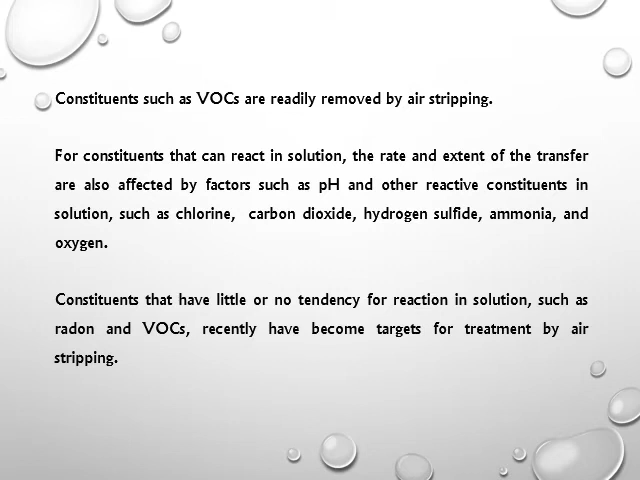 Constituents such as VOCs are readily removed by air stripping.
For constituents that can react in solution, the rate and extent of the transfer
are also affected by factors such as pH and other reactive constituents in
solution, such as chlorine, carbon dioxide, hydrogen sulfide, ammonia, and
oxygen.
Constituents that have little or no tendency for reaction in solution, such as
radon and VOCs, recently have become targets for treatment by air
stripping.